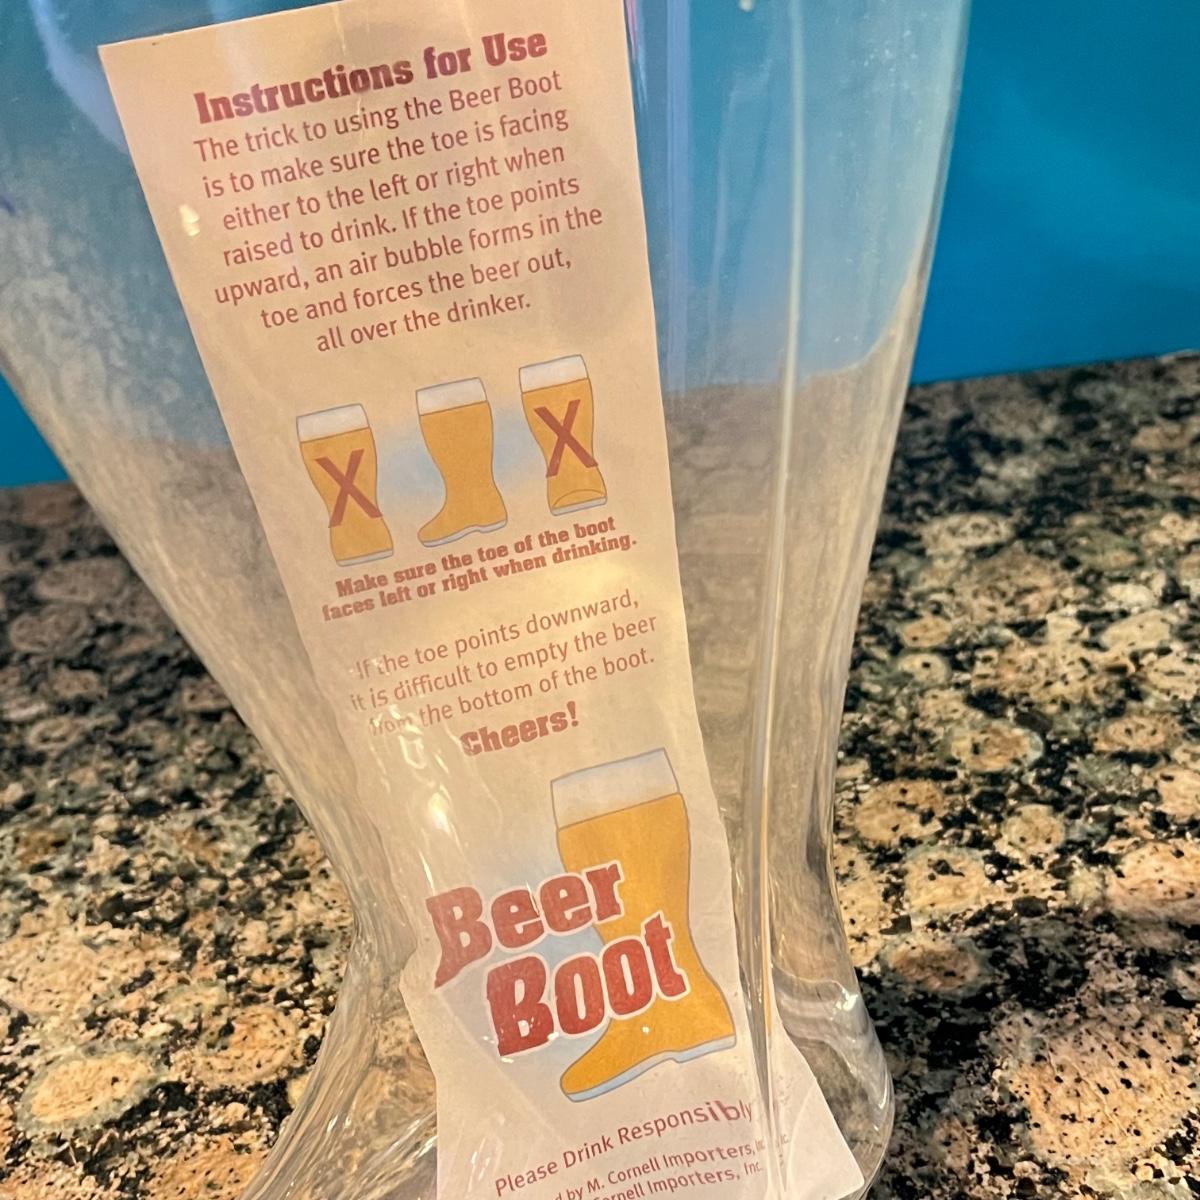 Instructions for Use
The trick to using the Beer Boot
is to make sure the toe is facing
either to the left or right when
raised to drink. If the toe points
upward, an air bubble forms in the
toe and forces the beer out,
all over the drinker.
X X
Make sure the toe of the boot
faces left or right when drinking.
If the toe points downward,
it is difficult to empty the beer
from the bottom of the boot.
Cheers!
Beer
Boot
Please Drink Responsibly
by M. Cornell Importers, Inc.
Importers, Inc.